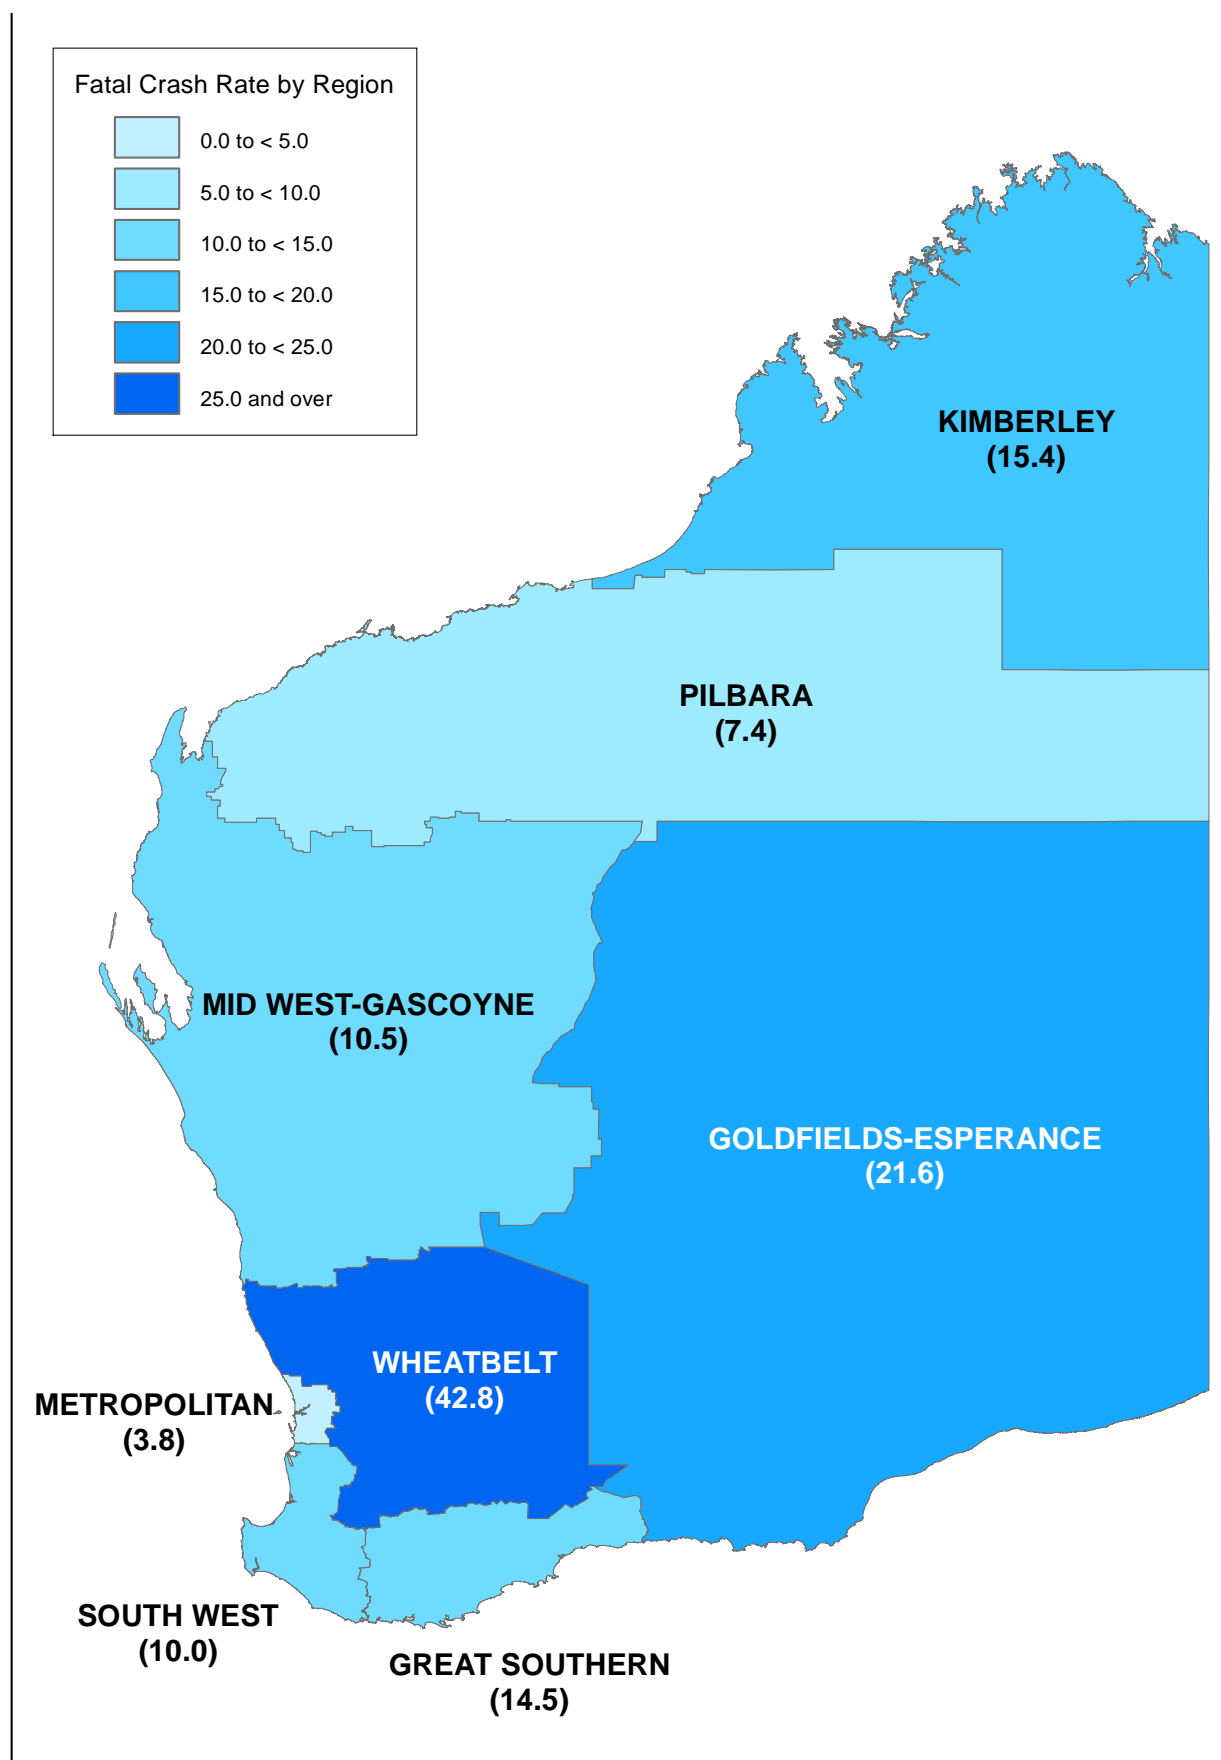 Fatal Crash Rate by Region
0.0 to < 5.0
5.0 to < 10.0
10.0 to < 15.0
15.0 to < 20.0
20.0 to < 25.0
25.0 and over
KIMBERLEY
(15.4)
PILBARA
(7.4)
MID WEST-GASCOYNE
(10.5)
GOLDFIELDS-ESPERANCE
(21.6)
WHEATBELT
(42.8)
METROPOLITAN
(3.8)
SOUTH WEST
(10.0)
GREAT SOUTHERN
(14.5)